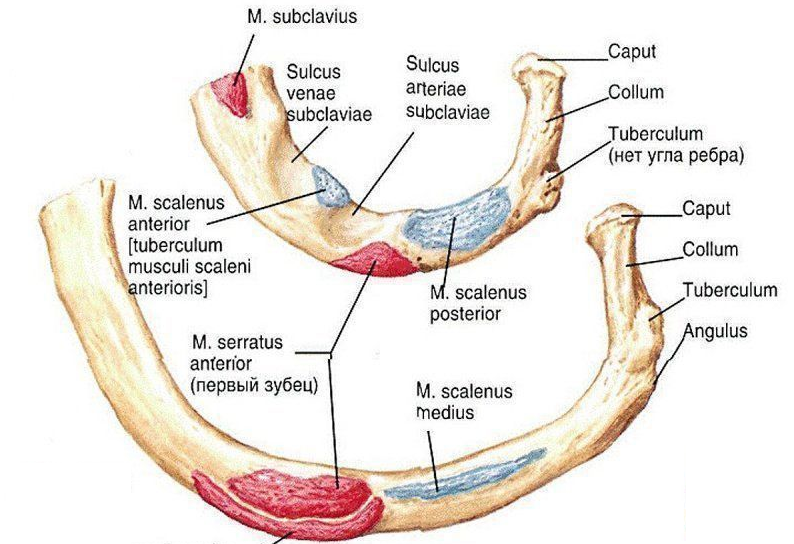 M. subclavius
Sulcus
venae
subclaviae
Sulcus
arteriae
subclaviae
Caput
Collum
Tuberculum
(нет угла ребра)
M. scalenus
anterior
[tuberculum
musculi scaleni
anterioris]
M. scalenus
posterior
Caput
Collum
Tuberculum
Angulus
M. serratus
anterior
(первый зубец)
M. scalenus
medius